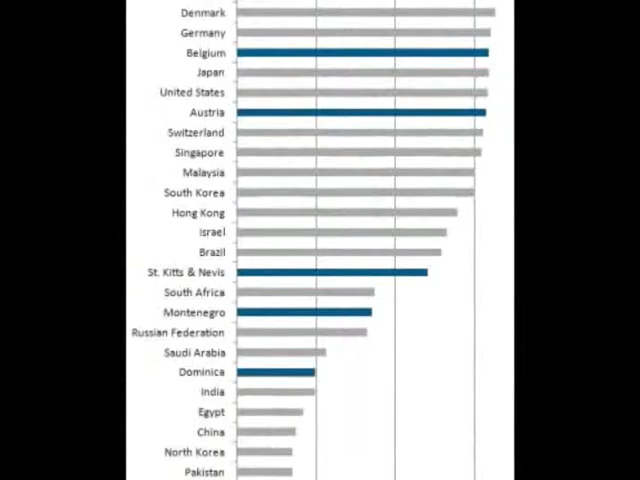 Denmark
Germany
Belgium
Japan
United States
Austria
Switzerland
Singapore
Malaysia
South Korea
Hong Kong
Israel
Brazil
St. Kitts & Nevis
South Africa
Montenegro
Russian Federation
Saudi Arabia
Dominica
India
Egypt
China
North Korea
Pakistan